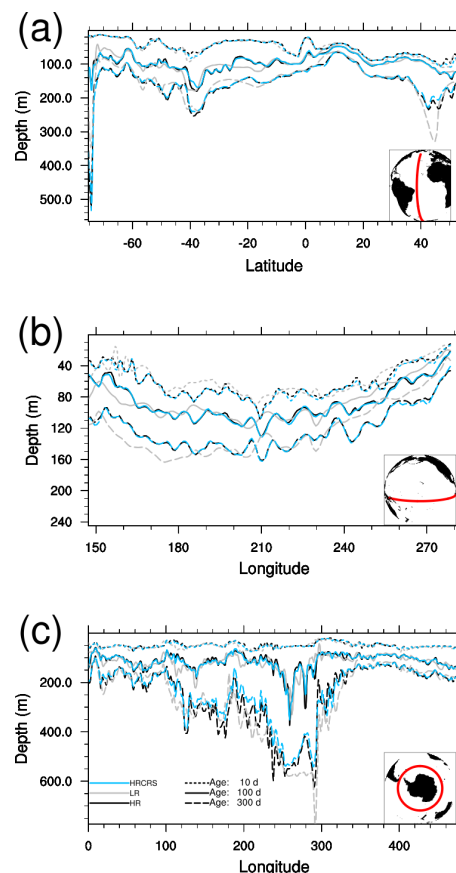 (a)
100.0
200.0
300.0
400.0
500.0
Depth (m)
-60 -40 -20 0 20 40
Latitude
(b)
40
80
120
160
200
240
Depth (m)
150 180 210 240 270
Longitude
(c)
200.0
400.0
600.0
Depth (m)
HRCRS Age: 10 d
LR Age: 100 d
HR Age: 300 d
0 100 200 300 400
Longitude